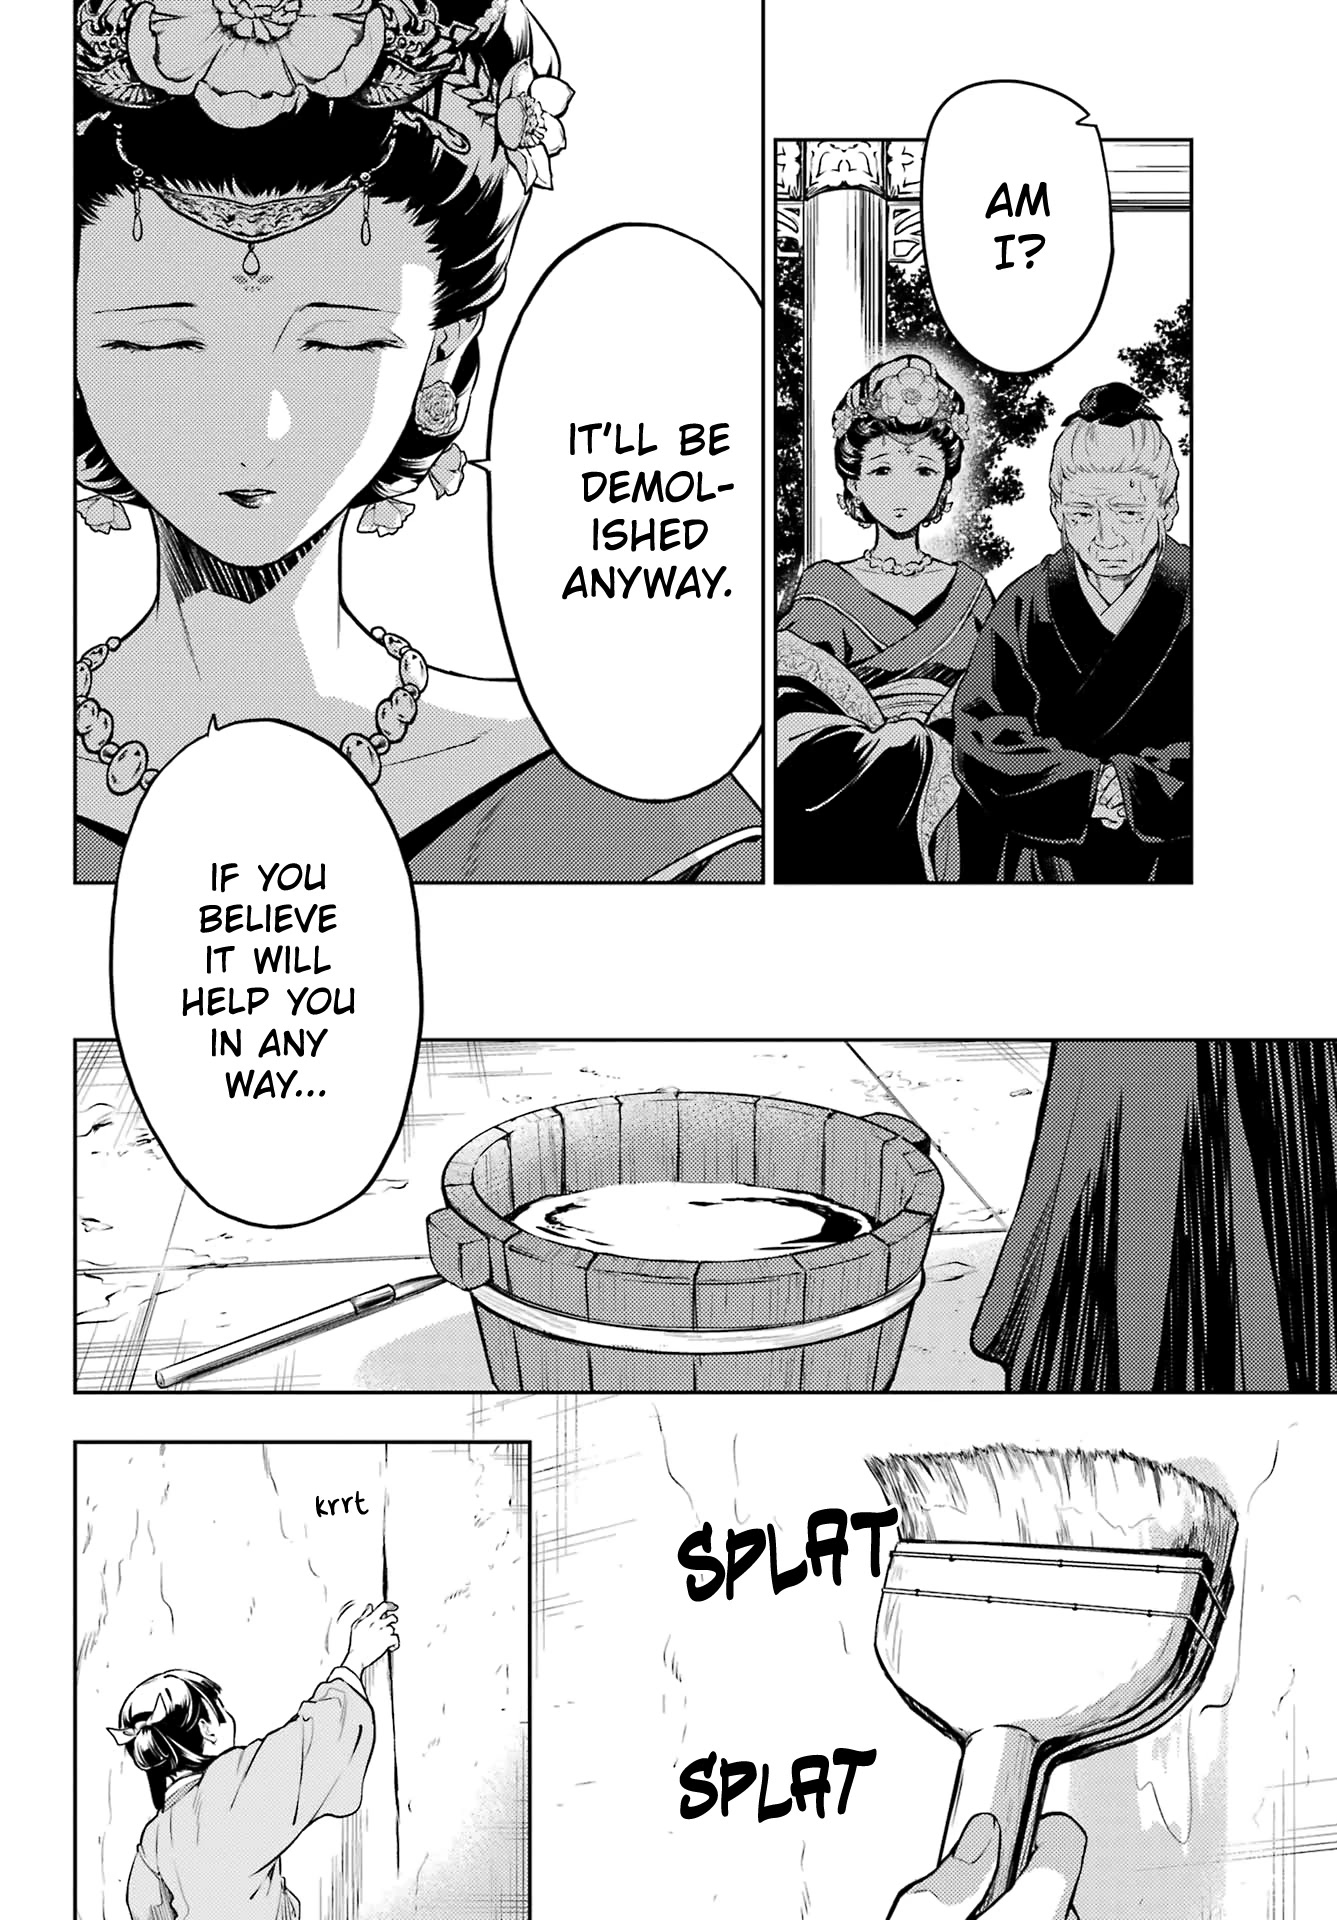 AM
I?
IT'LL BE
DEMOL-
ISHED
ANYWAY.
IF YOU
BELIEVE
IT WILL
HELP YOU
IN ANY
WAY...
SPLAT
SPLAT
krrt